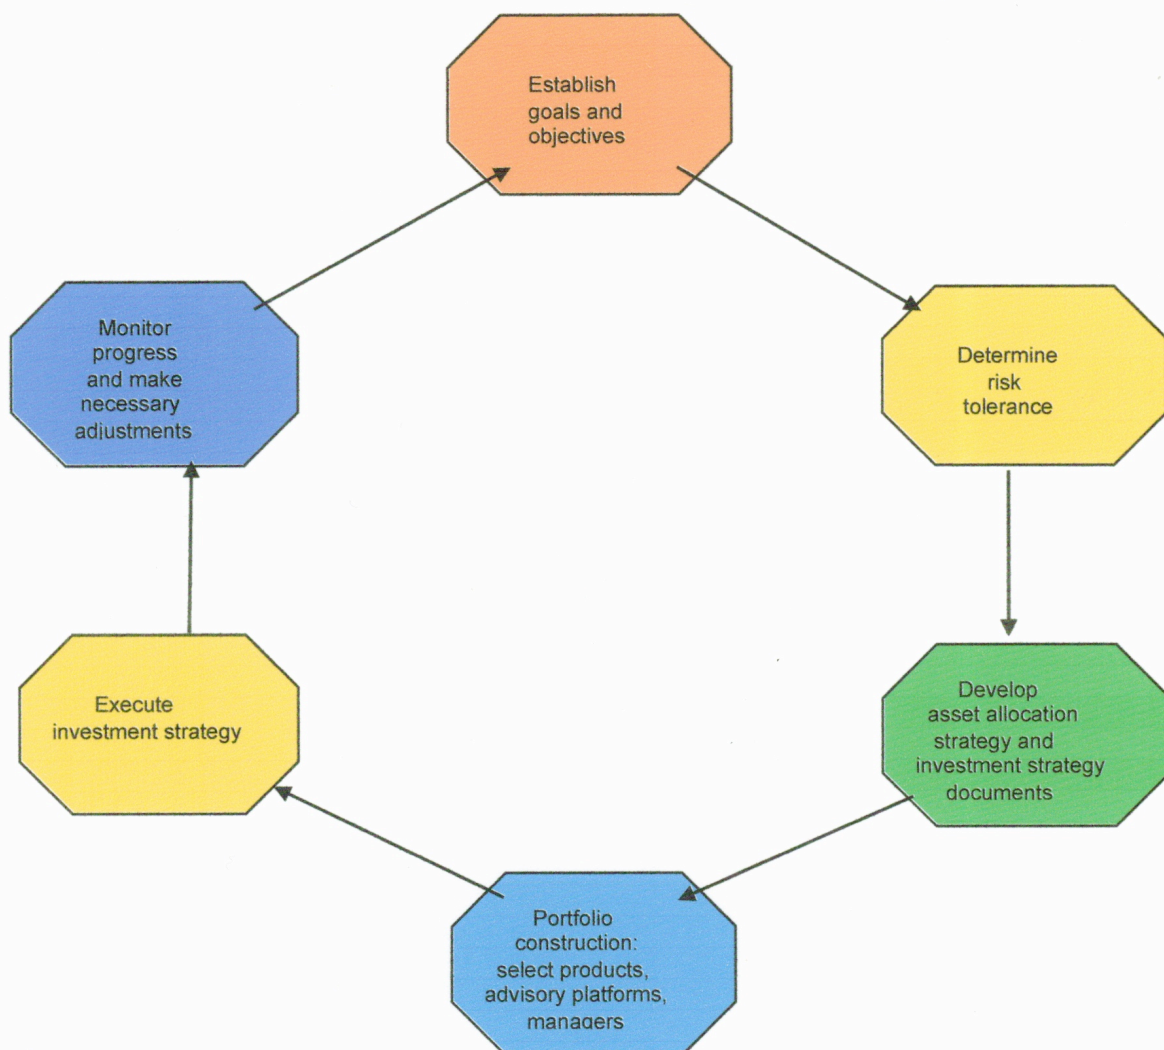 Establish
goals and
objectives
Determine
risk
tolerance
Develop
asset allocation
strategy and
investment strategy
documents
Portfolio
construction:
select products,
advisory platforms,
managers
Execute
investment strategy
Monitor
progress
and make
necessary
adjustments